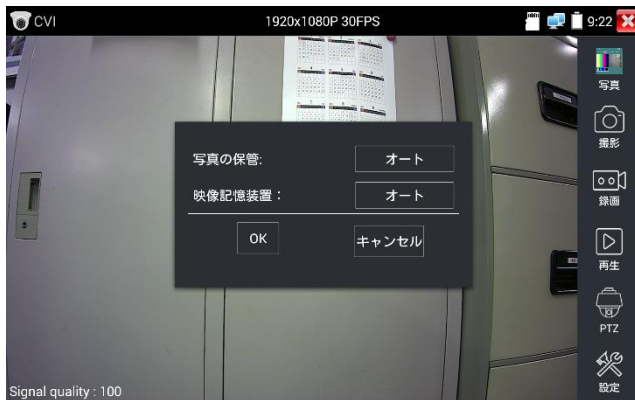 CVI
1920x1080P 30FPS
9:22
写真
撮影
録画
再生
PTZ
設定
写真の保管:
オート
映像記憶装置：
オート
OK
キャンセル
Signal quality : 100